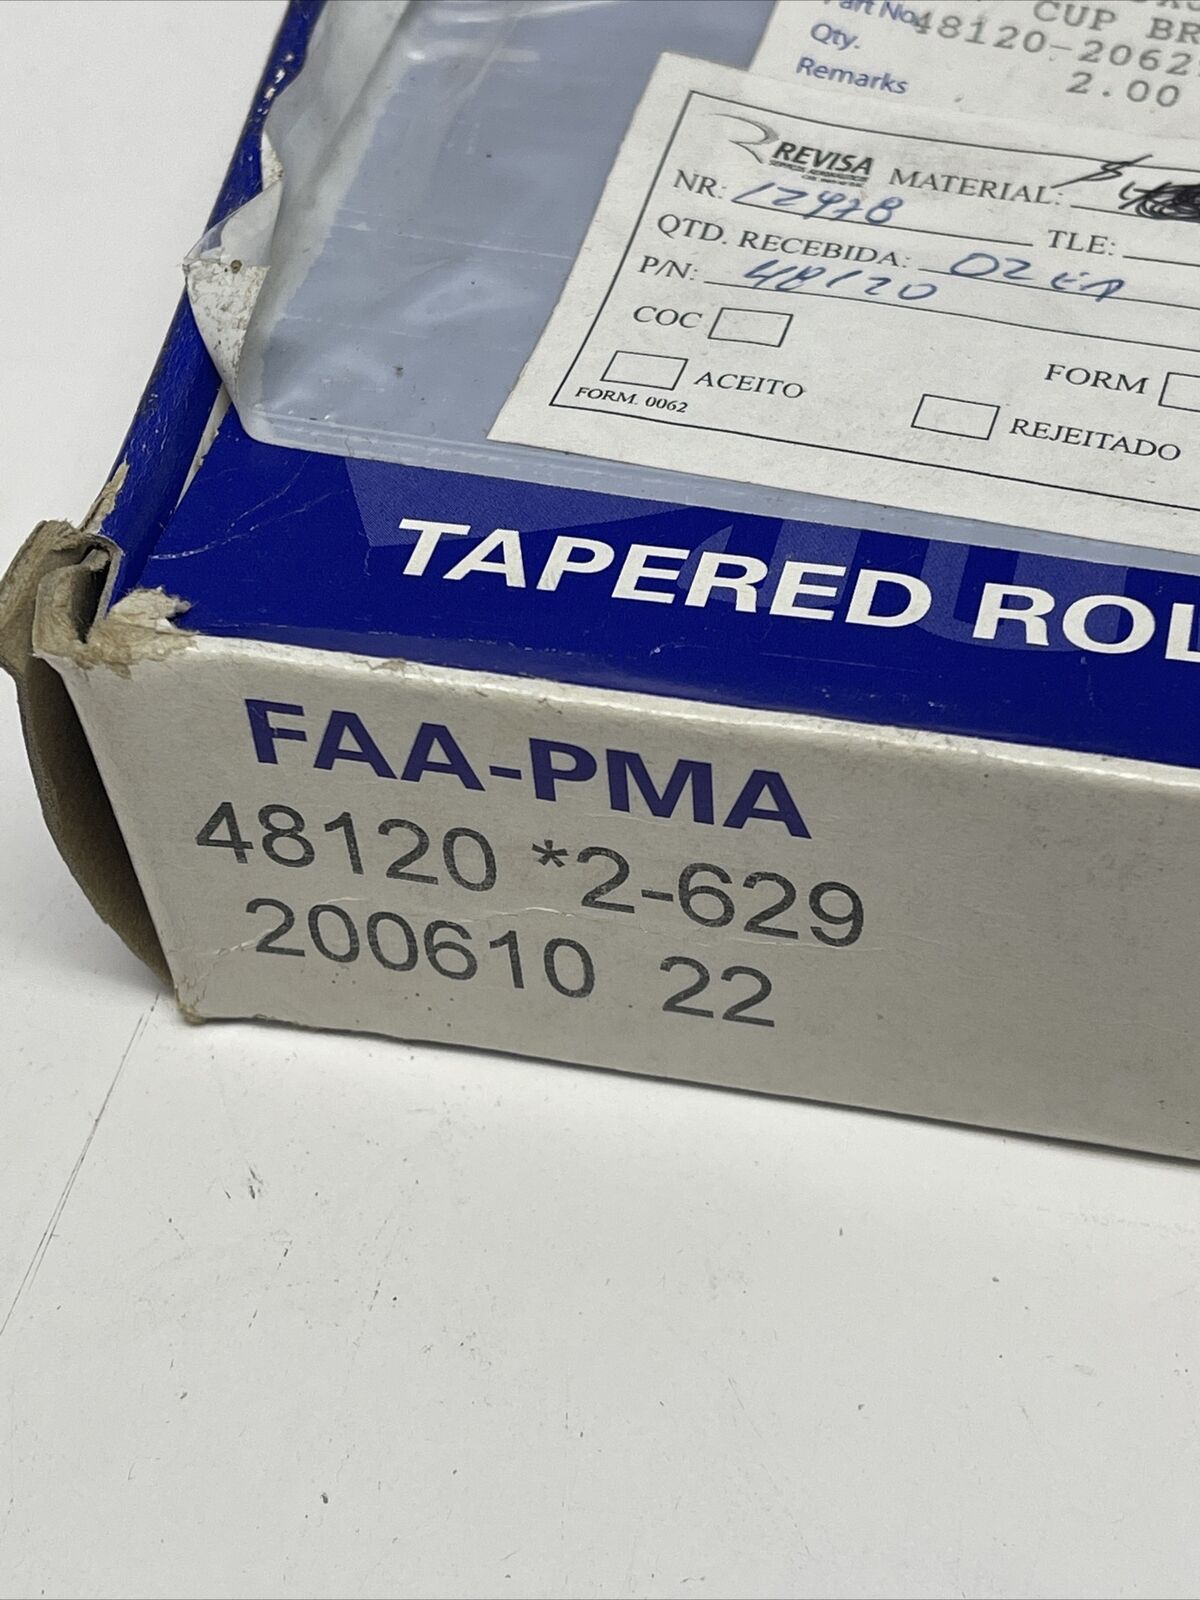 CUP BR
Part No. 48120-2062
Qty. 2.00
Remarks
REVISA MATERIAL:
NR: 12978
TLE:
QTD. RECEBIDA: 02 EA
P/N: 48120
COC
FORM
ACEITO
REJEITADO
FORM. 0062
TAPERED ROL
FAA-PMA
48120 *2-629
200610 22